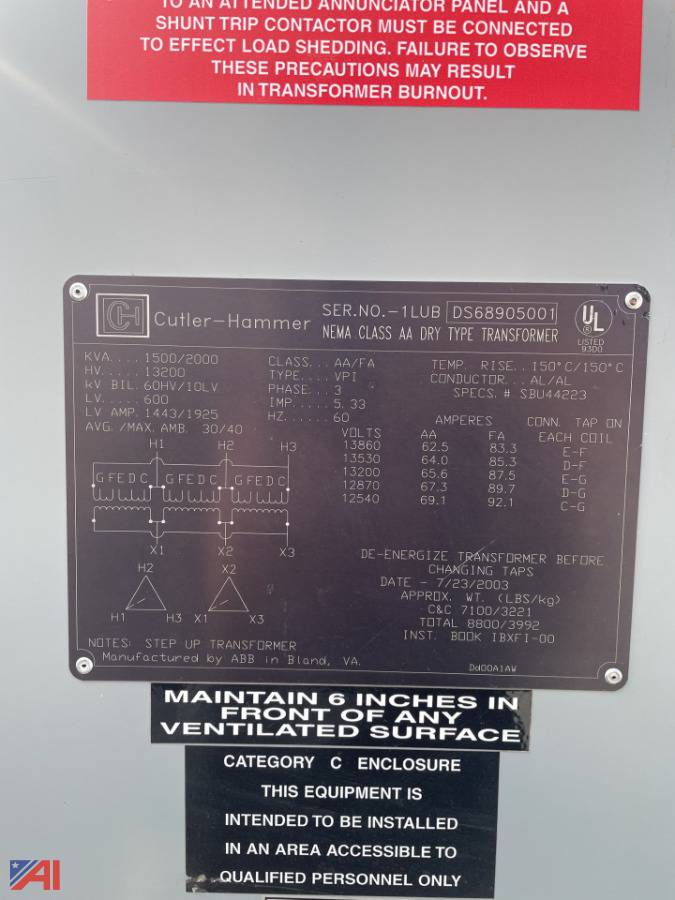 TO AN ATTENDED ANNUNCIATOR PANEL AND A
SHUNT TRIP CONTACTOR MUST BE CONNECTED
TO EFFECT LOAD SHEDDING. FAILURE TO OBSERVE
THESE PRECAUTIONS MAY RESULT
IN TRANSFORMER BURNOUT.
CH Cutler-Hammer
SER.NO.-1LUB DS68905001
NEMA CLASS AA DRY TYPE TRANSFORMER
UL
LISTED
9300
KVA.... 1500/2000
HV..... 13200
kV BIL. 60HV/10LV
LV..... 600
LV AMP. 1443/1925
AVG. /MAX. AMB. 30/40
CLASS... AA/FA
TYPE.... VPI
PHASE... 3
IMP..... 5.33
HZ...... 60
TEMP. RISE.. 150°C/150°C
CONDUCTOR... AL/AL
SPECS. # SBU44223
AMPERES CONN. TAP ON
VOLTS AA FA EACH COIL
13860 62.5 83.3 E-F
13530 64.0 85.3 D-F
13200 65.6 87.5 E-G
12870 67.3 89.7 D-G
12540 69.1 92.1 C-G
H1 H2 H3
G F E D C G F E D C G F E D C
X1 X2 X3
H2 X2
H1 H3 X1 X3
DE-ENERGIZE TRANSFORMER BEFORE
CHANGING TAPS
DATE - 7/23/2003
APPROX. WT. (LBS/kg)
C&C 7100/3221
TOTAL 8800/3992
INST. BOOK IBXFI-00
NOTES: STEP UP TRANSFORMER
Manufactured by ABB in Bland, VA.
Dd00A1AW
MAINTAIN 6 INCHES IN
FRONT OF ANY
VENTILATED SURFACE
CATEGORY C ENCLOSURE
THIS EQUIPMENT IS
INTENDED TO BE INSTALLED
IN AN AREA ACCESSIBLE TO
QUALIFIED PERSONNEL ONLY
AI